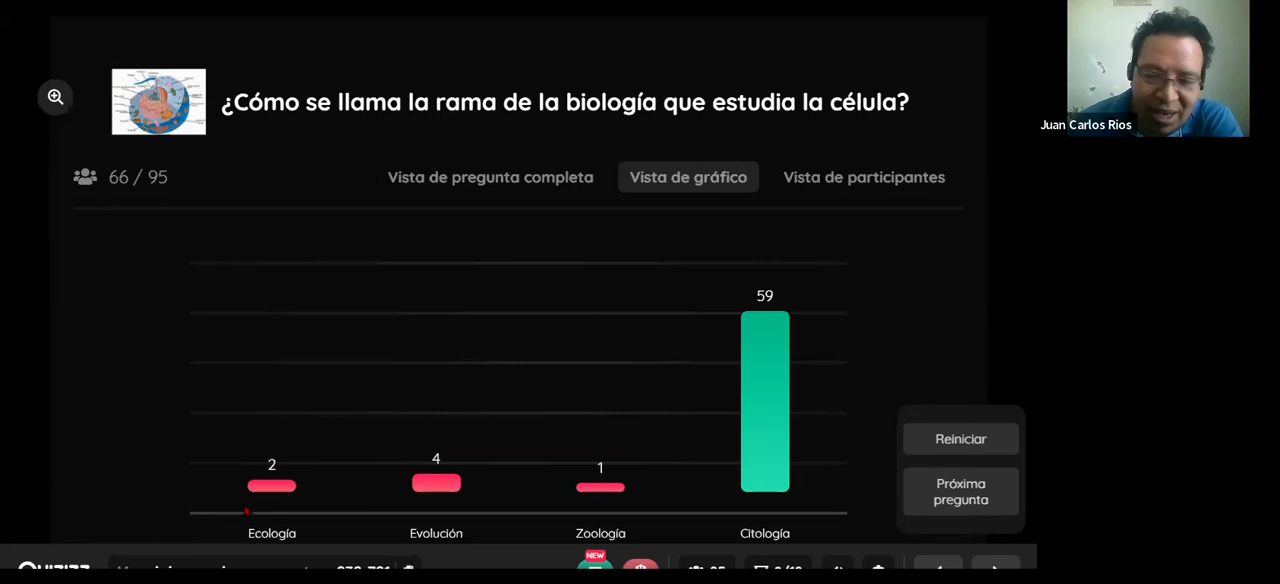 ¿Cómo se llama la rama de la biología que estudia la célula?
Juan Carlos Rios
66 / 95
Vista de pregunta completa
Vista de gráfico
Vista de participantes
59
2
4
1
Reiniciar
Próxima
pregunta
Ecología
Evolución
Zoología
Citología
NEW
QUIZIZZ